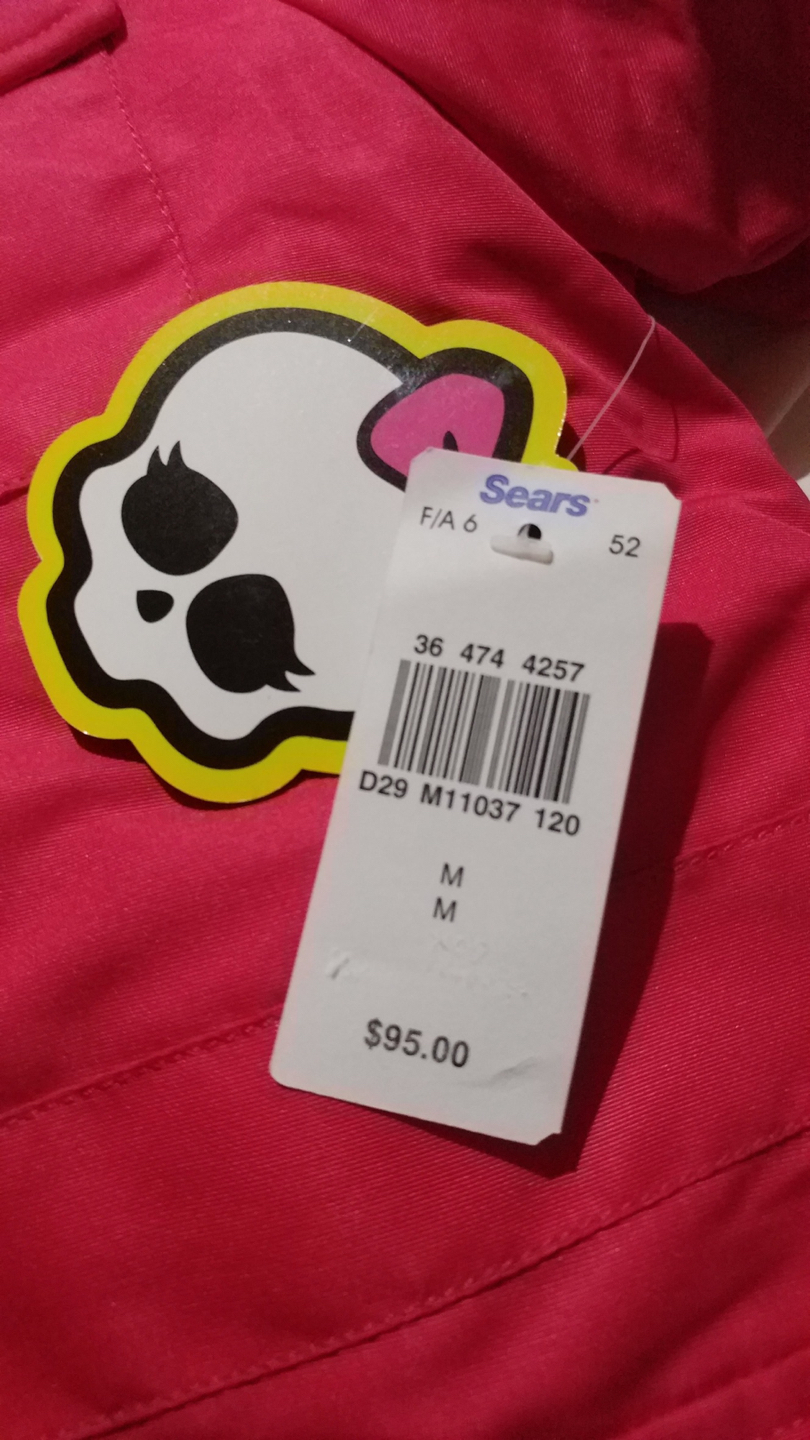 Sears
F/A 6
52
36 474 4257
D29 M11037 120
M
M
$95.00